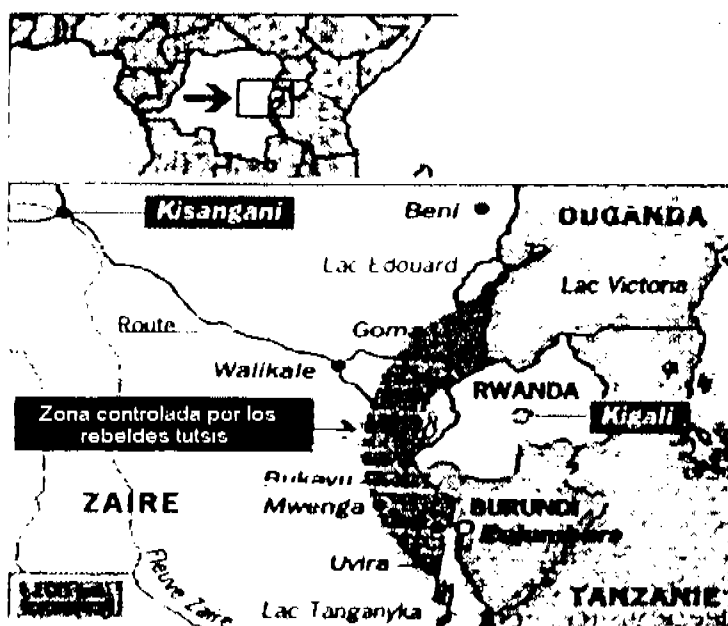 Kisangani
Beni
OUGANDA
Lac Edouard
Lac Victoria
Route
Goma
Walikale
RWANDA
Kigali
Zona controlada por los
rebeldes tutsis
Bukavu
ZAIRE
Mwenga
BURUNDI
Bujumbura
Uvira
Fleuve Zaire
TANZANIE
Lac Tanganyka